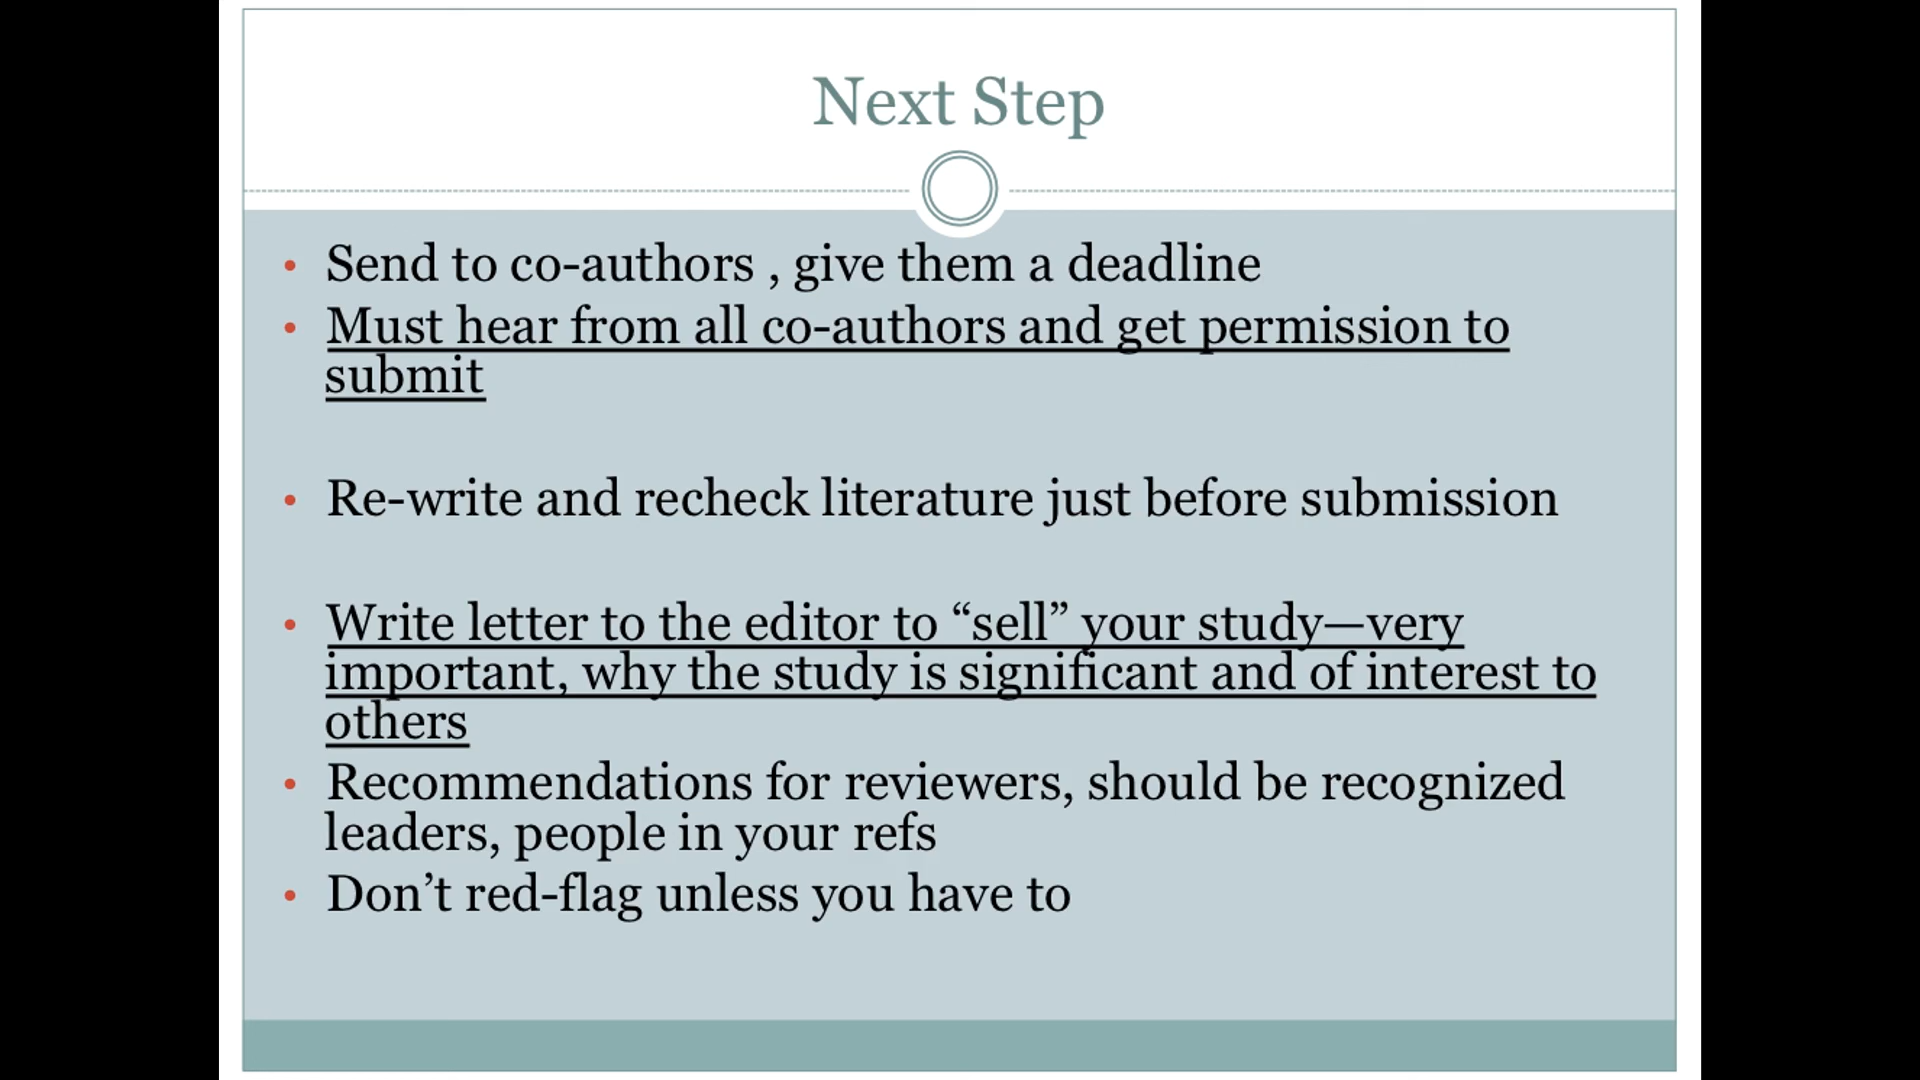 Next Step
• Send to co-authors , give them a deadline
• Must hear from all co-authors and get permission to
submit
• Re-write and recheck literature just before submission
• Write letter to the editor to “sell” your study—very
important, why the study is significant and of interest to
others
• Recommendations for reviewers, should be recognized
leaders, people in your refs
• Don’t red-flag unless you have to